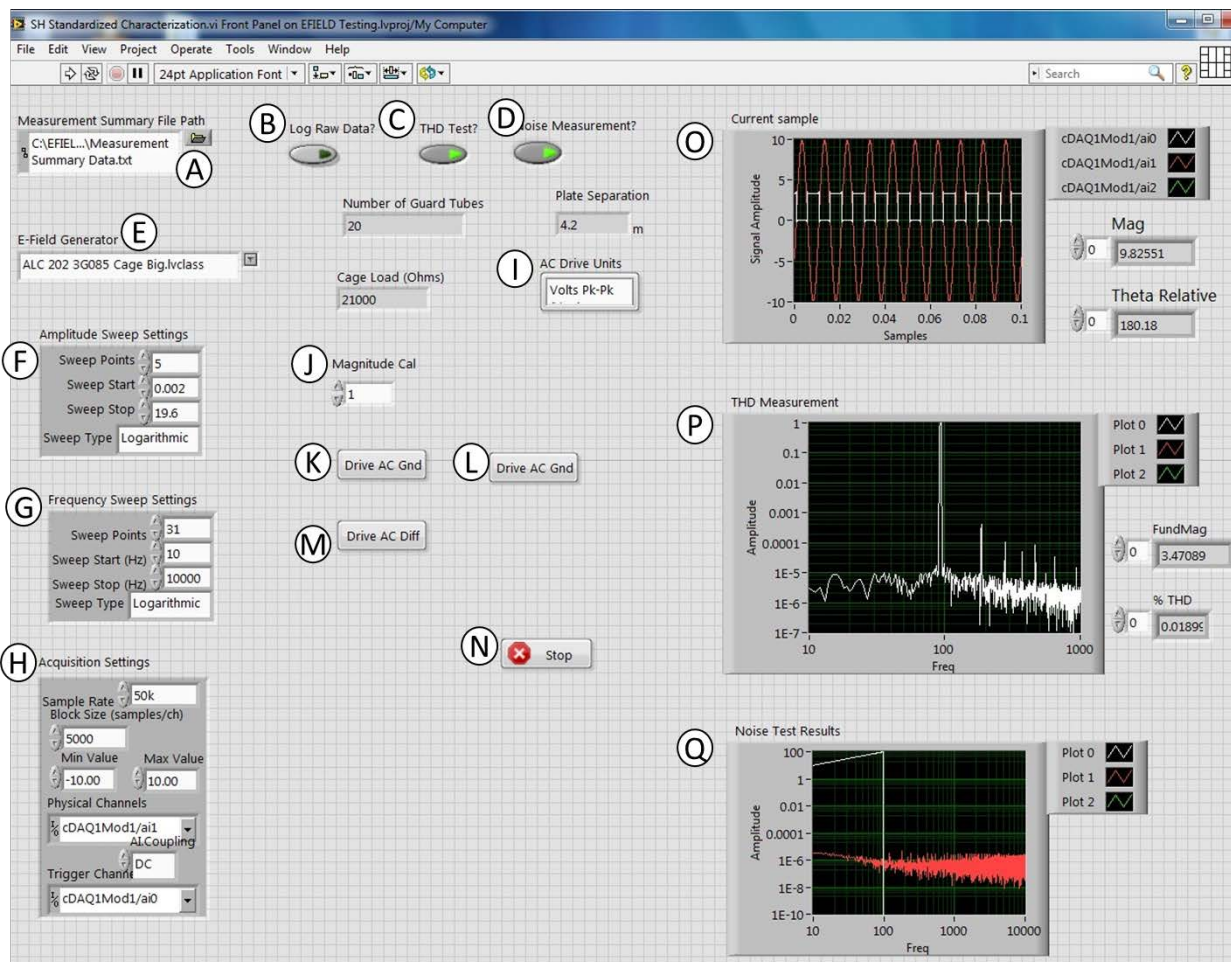 SH Standardized Characterization.vi Front Panel on EFIELD Testing.lvproj/My Computer
File Edit View Project Operate Tools Window Help
24pt Application Font
Search
Measurement Summary File Path
C:\EFIEL...\Measurement
Summary Data.txt
A
B
Log Raw Data?
C
THD Test?
D
Noise Measurement?
Number of Guard Tubes
20
Plate Separation
4.2 m
E-Field Generator
E
ALC 202 3G085 Cage Big.lvclass
Cage Load (Ohms)
21000
I
AC Drive Units
Volts Pk-Pk
F
Amplitude Sweep Settings
Sweep Points 5
Sweep Start 0.002
Sweep Stop 19.6
Sweep Type Logarithmic
J
Magnitude Cal
1
K
Drive AC Gnd
L
Drive AC Gnd
M
Drive AC Diff
N
Stop
G
Frequency Sweep Settings
Sweep Points 31
Sweep Start (Hz) 10
Sweep Stop (Hz) 10000
Sweep Type Logarithmic
H
Acquisition Settings
Sample Rate 50k
Block Size (samples/ch)
5000
Min Value Max Value
-10.00 10.00
Physical Channels
cDAQ1Mod1/ai1
AI.Coupling
DC
Trigger Channe
cDAQ1Mod1/ai0
O
Current sample
Signal Amplitude
10
5
0
-5
-10
0 0.02 0.04 0.06 0.08 0.1
Samples
cDAQ1Mod1/ai0
cDAQ1Mod1/ai1
cDAQ1Mod1/ai2
Mag
0 9.82551
Theta Relative
0 180.18
P
THD Measurement
Amplitude
1
0.1
0.01
0.001
0.0001
1E-5
1E-6
1E-7
10 100 1000
Freq
Plot 0
Plot 1
Plot 2
FundMag
0 3.47089
% THD
0 0.01899
Q
Noise Test Results
Amplitude
100
1
0.01
0.0001
1E-6
1E-8
1E-10
10 100 1000 10000
Freq
Plot 0
Plot 1
Plot 2